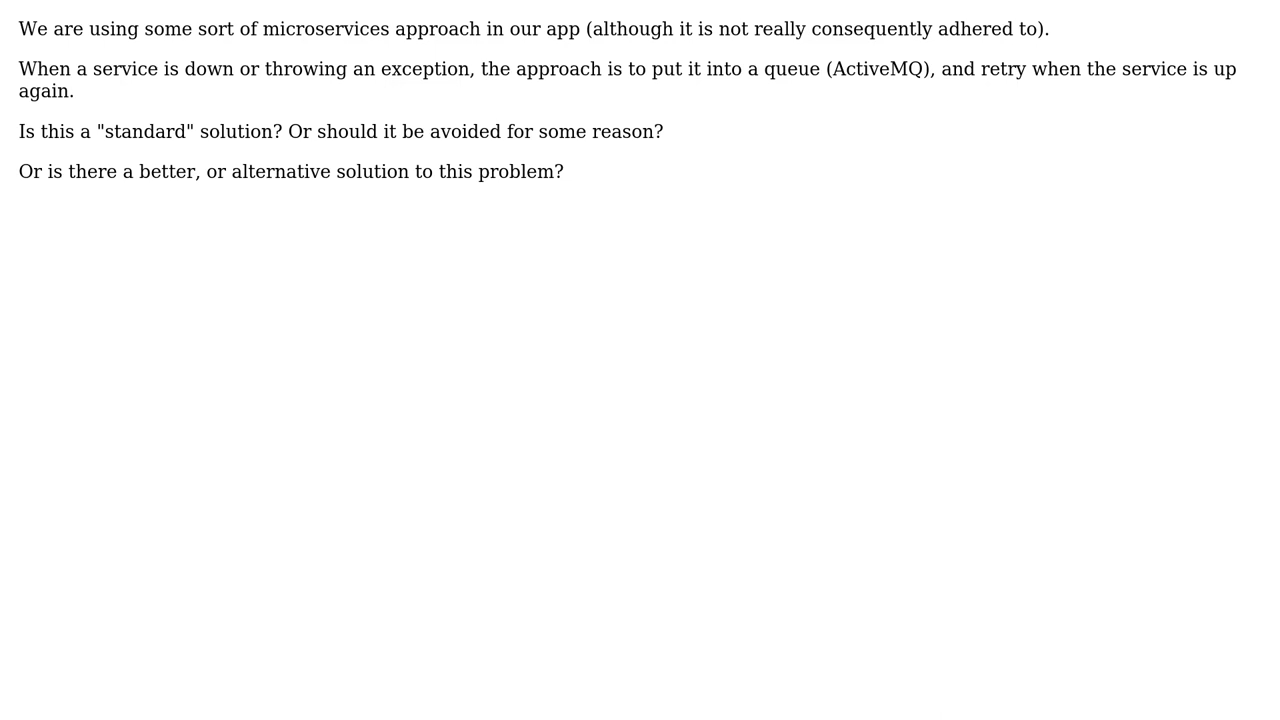 We are using some sort of microservices approach in our app (although it is not really consequently adhered to).
When a service is down or throwing an exception, the approach is to put it into a queue (ActiveMQ), and retry when the service is up
again.
Is this a "standard" solution? Or should it be avoided for some reason?
Or is there a better, or alternative solution to this problem?